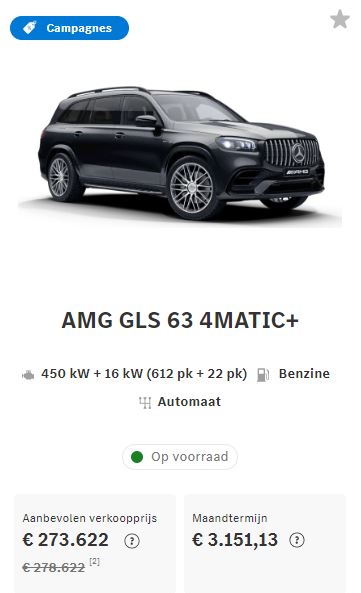 Campagnes
AMG GLS 63 4MATIC+
450 kW + 16 kW (612 pk + 22 pk) Benzine
Automaat
Op voorraad
Aanbevolen verkoopprijs
€ 273.622 ?
€ 278.622 [2]
Maandtermijn
€ 3.151,13 ?